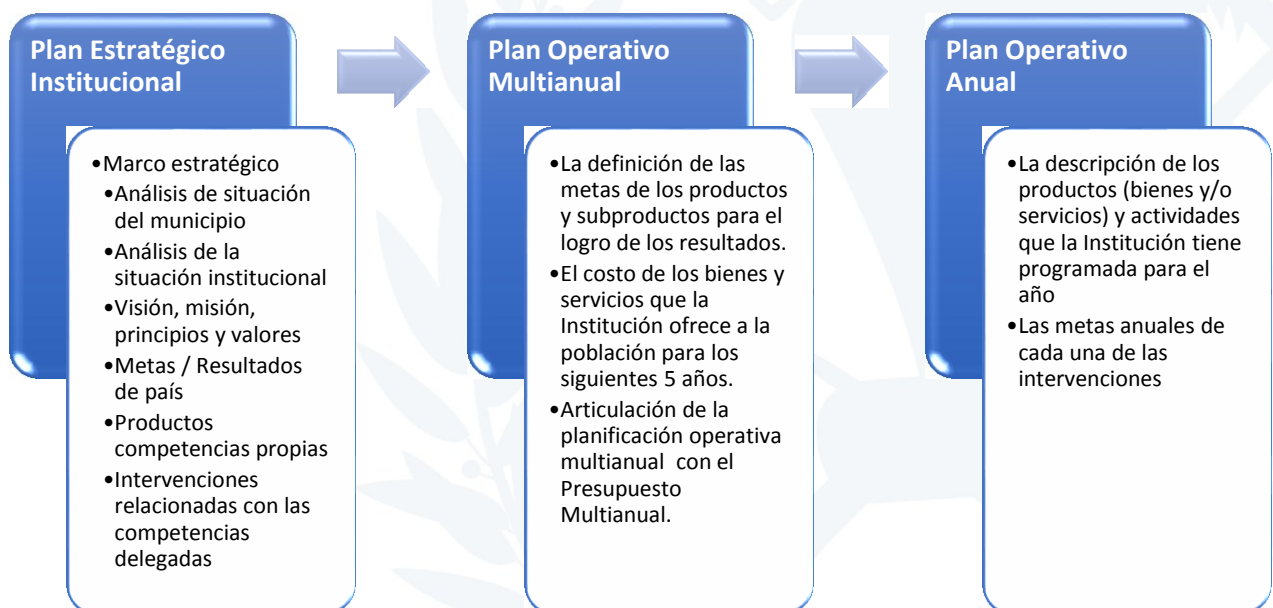 Plan Estratégico
Institucional
•Marco estratégico
•Análisis de situación
del municipio
•Análisis de la
situación institucional
•Visión, misión,
principios y valores
•Metas / Resultados
de país
•Productos
competencias propias
•Intervenciones
relacionadas con las
competencias
delegadas
Plan Operativo
Multianual
•La definición de las
metas de los productos
y subproductos para el
logro de los resultados.
•El costo de los bienes y
servicios que la
Institución ofrece a la
población para los
siguientes 5 años.
•Articulación de la
planificación operativa
multianual con el
Presupuesto
Multianual.
Plan Operativo
Anual
•La descripción de los
productos (bienes y/o
servicios) y actividades
que la Institución tiene
programada para el
año
•Las metas anuales de
cada una de las
intervenciones